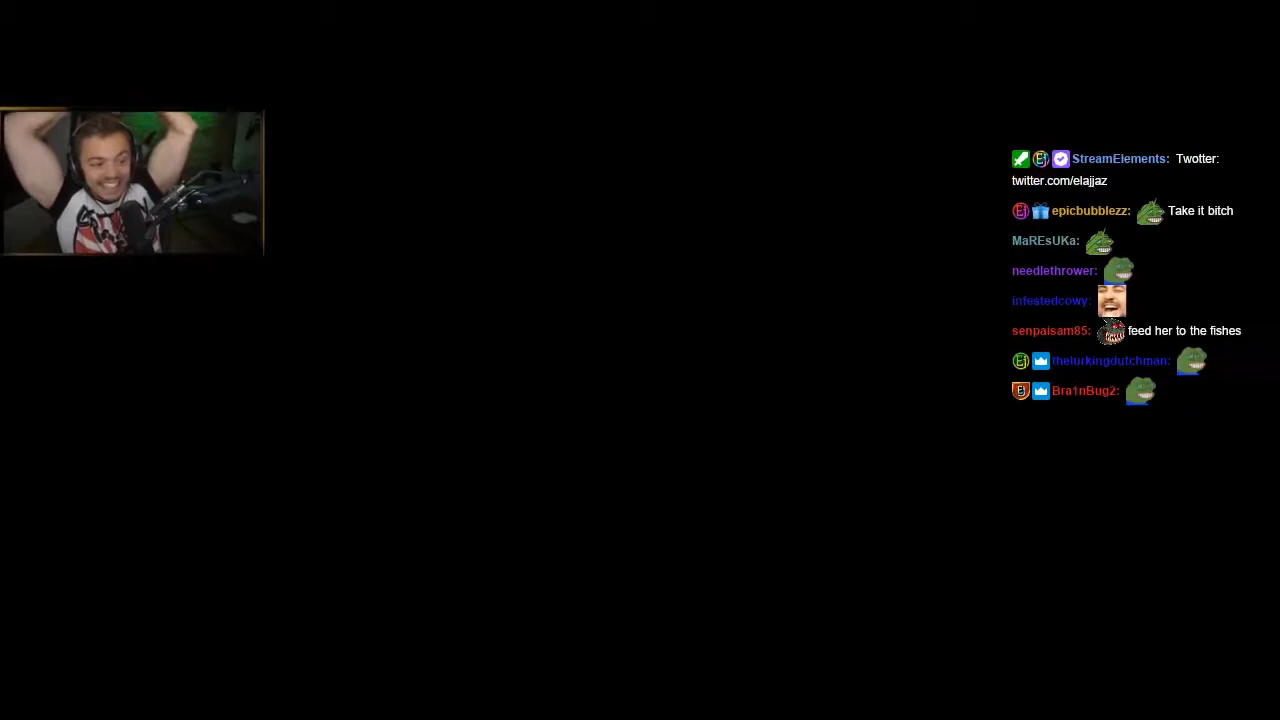 StreamElements: Twotter:
twitter.com/elajjaz
epicbubblezz: Take it bitch
MaREsUKa:
needlethrower:
infestedcowy:
senpaisam85: feed her to the fishes
thelurkingdutchman:
Bra1nBug2: